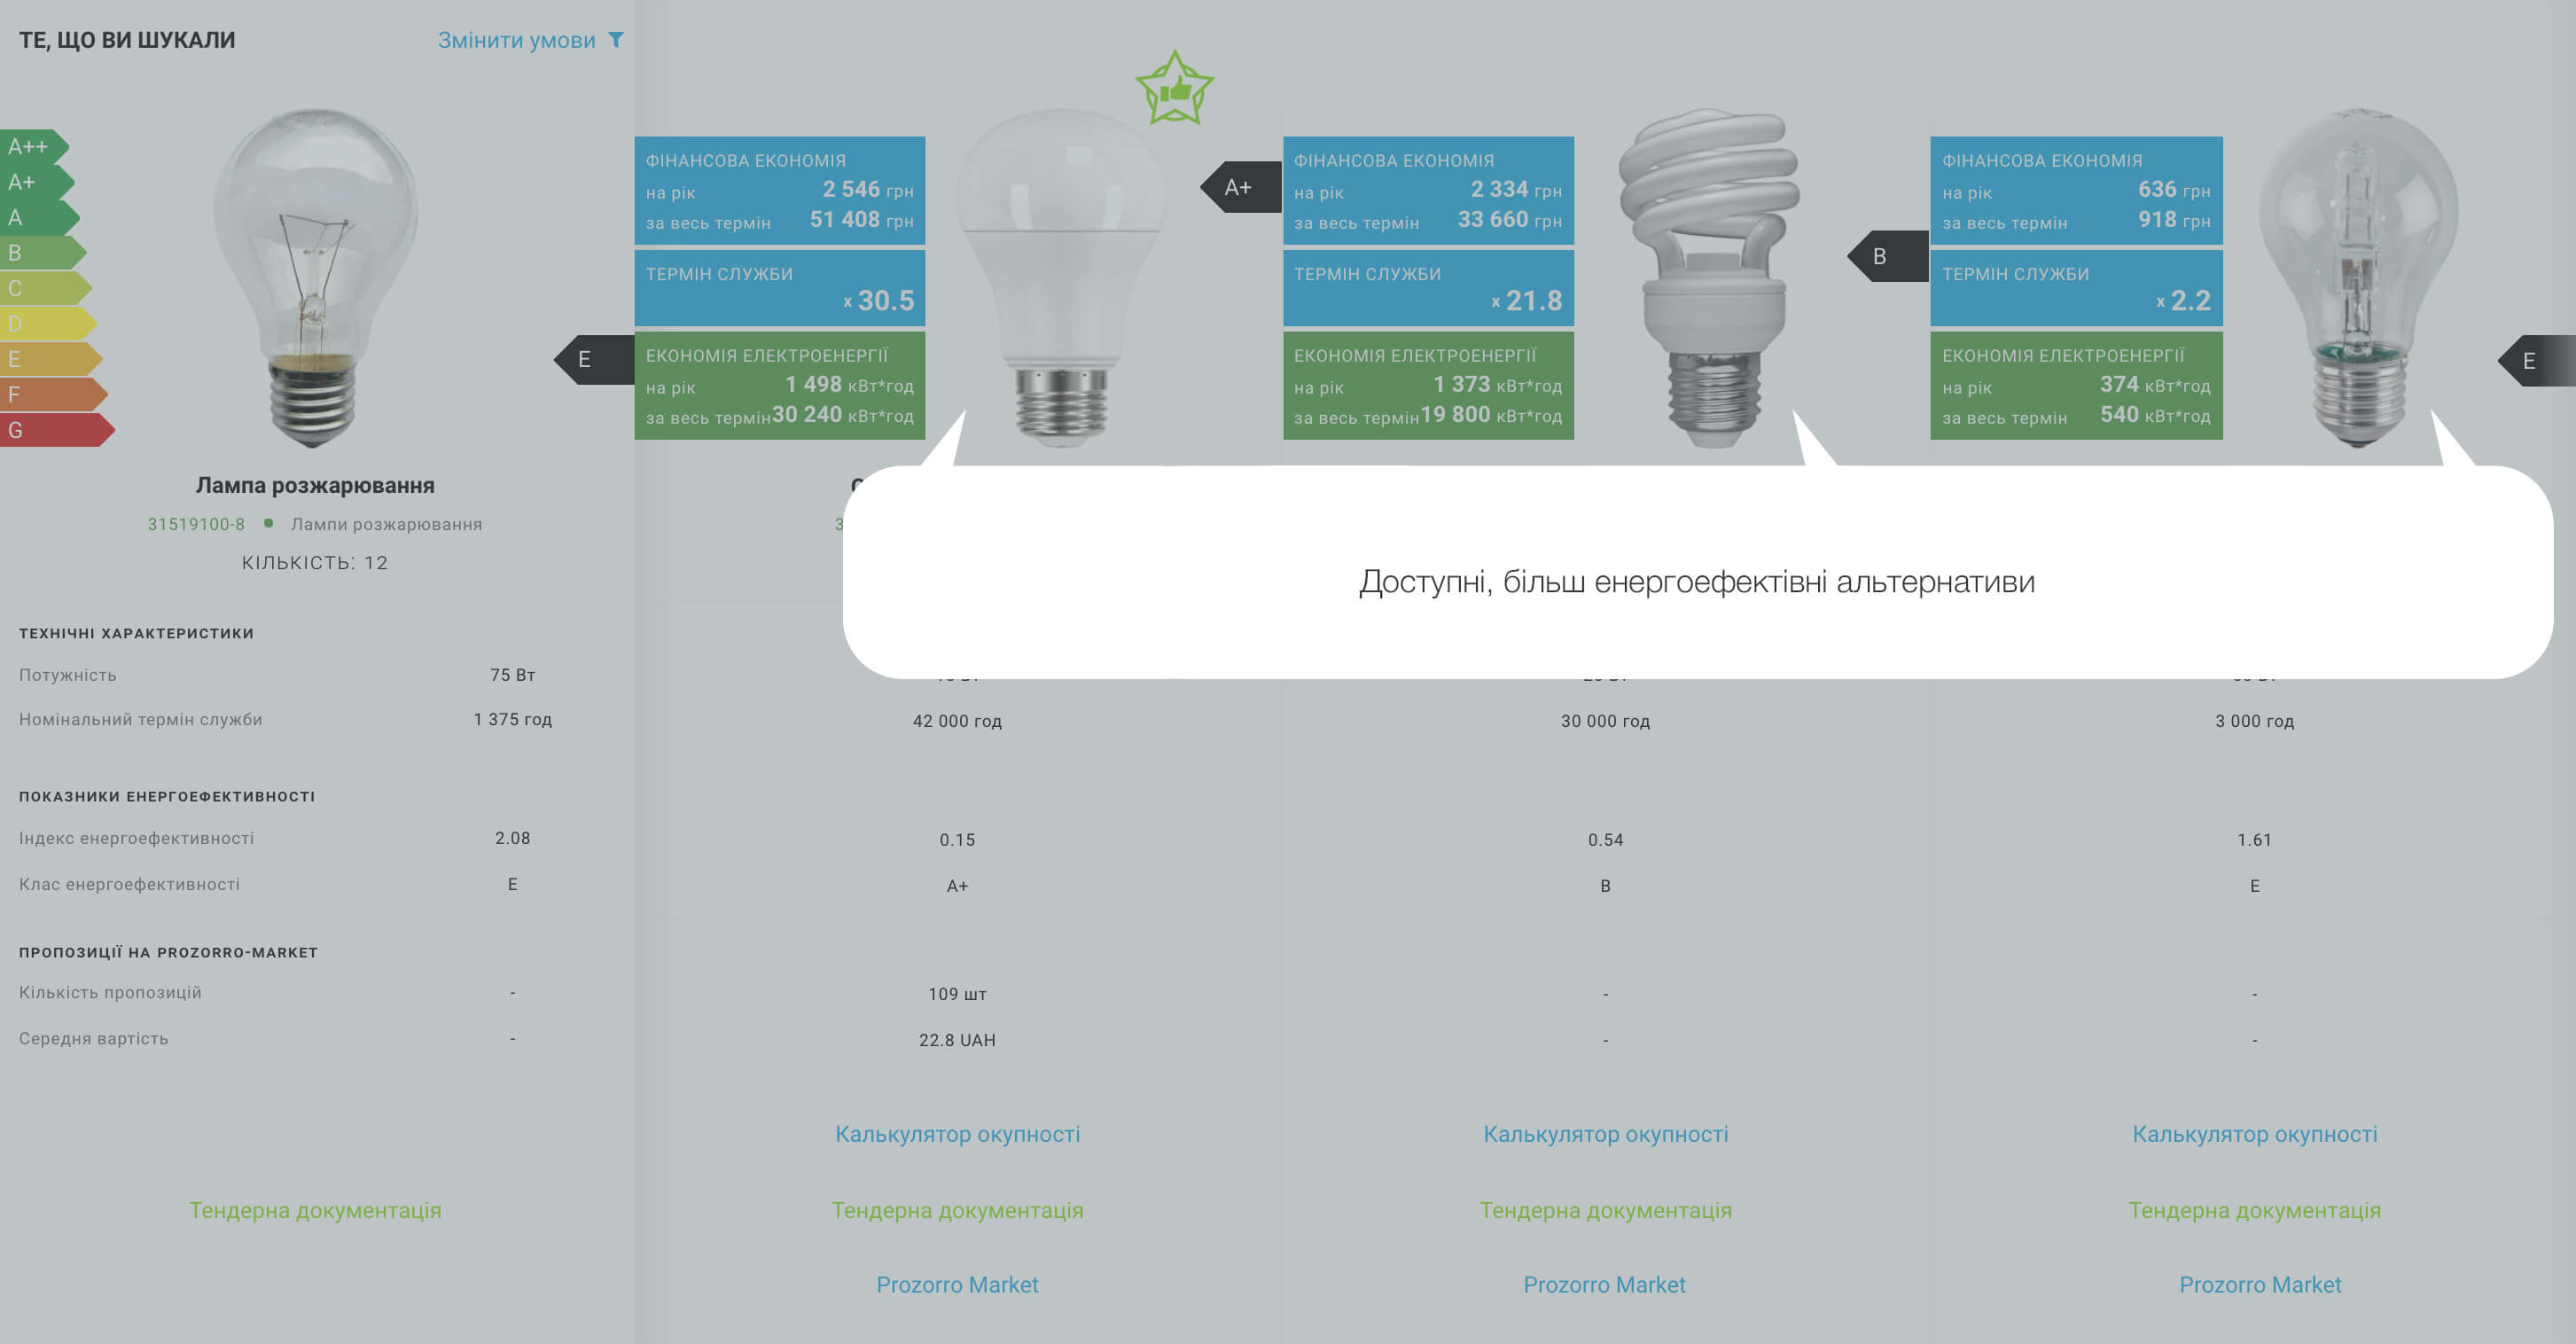 ТЕ, ЩО ВИ ШУКАЛИ
Змінити умови
A++
A+
A
B
C
D
E
F
G
E
Лампа розжарювання
31519100-8 • Лампи розжарювання
КІЛЬКІСТЬ: 12
ТЕХНІЧНІ ХАРАКТЕРИСТИКИ
Потужність 75 Вт
Номінальний термін служби 1 375 год
ПОКАЗНИКИ ЕНЕРГОЕФЕКТИВНОСТІ
Індекс енергоефективності 2.08
Клас енергоефективності E
ПРОПОЗИЦІЇ НА PROZORRO-MARKET
Кількість пропозицій -
Середня вартість -
Тендерна документація
ФІНАНСОВА ЕКОНОМІЯ
на рік 2 546 грн
за весь термін 51 408 грн
ТЕРМІН СЛУЖБИ
x 30.5
ЕКОНОМІЯ ЕЛЕКТРОЕНЕРГІЇ
на рік 1 498 кВт*год
за весь термін 30 240 кВт*год
A+
42 000 год
0.15
A+
109 шт
22.8 UAH
Калькулятор окупності
Тендерна документація
Prozorro Market
ФІНАНСОВА ЕКОНОМІЯ
на рік 2 334 грн
за весь термін 33 660 грн
ТЕРМІН СЛУЖБИ
x 21.8
ЕКОНОМІЯ ЕЛЕКТРОЕНЕРГІЇ
на рік 1 373 кВт*год
за весь термін 19 800 кВт*год
B
30 000 год
0.54
B
-
-
Калькулятор окупності
Тендерна документація
Prozorro Market
ФІНАНСОВА ЕКОНОМІЯ
на рік 636 грн
за весь термін 918 грн
ТЕРМІН СЛУЖБИ
x 2.2
ЕКОНОМІЯ ЕЛЕКТРОЕНЕРГІЇ
на рік 374 кВт*год
за весь термін 540 кВт*год
E
3 000 год
1.61
E
-
-
Калькулятор окупності
Тендерна документація
Prozorro Market
Доступні, більш енергоефектівні альтернативи